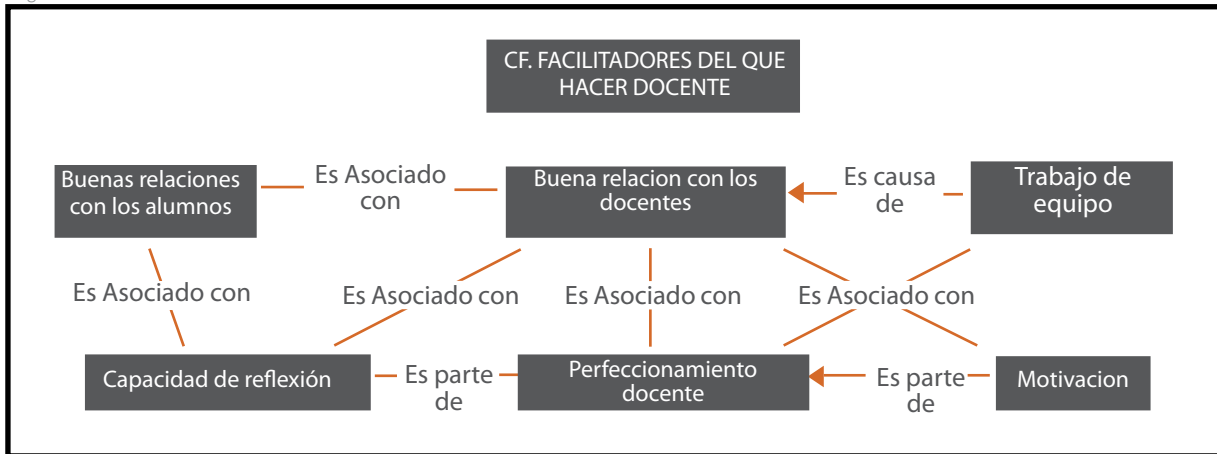 CF. FACILITADORES DEL QUE
HACER DOCENTE
Buenas relaciones
con los alumnos
Es Asociado
con
Buena relacion con los
docentes
Es causa
de
Trabajo de
equipo
Es Asociado con
Es Asociado con
Es Asociado con
Es Asociado con
Capacidad de reflexión
Es parte
de
Perfeccionamiento
docente
Es parte
de
Motivacion